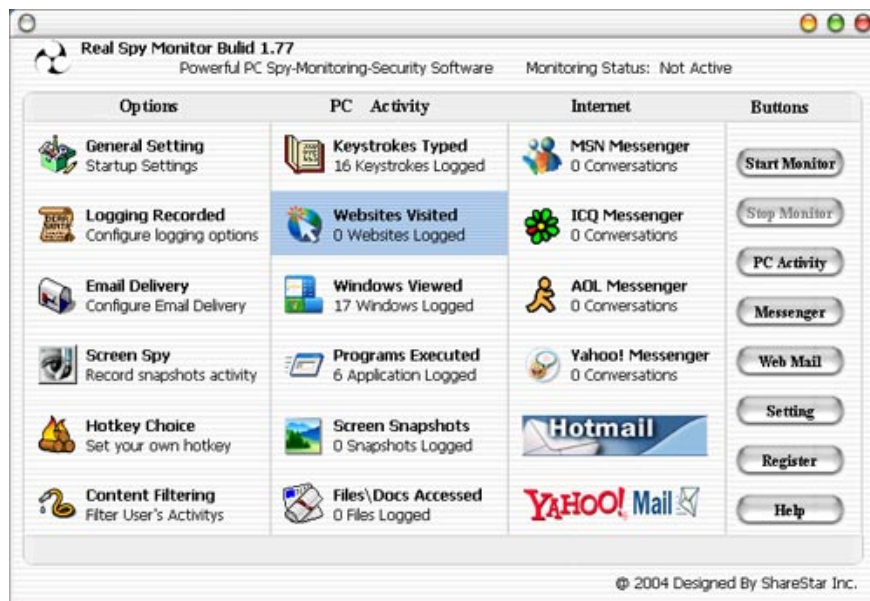 Real Spy Monitor Bulid 1.77
Powerful PC Spy-Monitoring-Security Software Monitoring Status: Not Active
Options PC Activity Internet Buttons
General Setting
Startup Settings
Logging Recorded
Configure logging options
Email Delivery
Configure Email Delivery
Screen Spy
Record snapshots activity
Hotkey Choice
Set your own hotkey
Content Filtering
Filter User's Activitys
Keystrokes Typed
16 Keystrokes Logged
Websites Visited
0 Websites Logged
Windows Viewed
17 Windows Logged
Programs Executed
6 Application Logged
Screen Snapshots
0 Snapshots Logged
Files\Docs Accessed
0 Files Logged
MSN Messenger
0 Conversations
ICQ Messenger
0 Conversations
AOL Messenger
0 Conversations
Yahoo! Messenger
0 Conversations
Hotmail
YAHOO! Mail
Start Monitor
Stop Monitor
PC Activity
Messenger
Web Mail
Setting
Register
Help
@ 2004 Designed By ShareStar Inc.